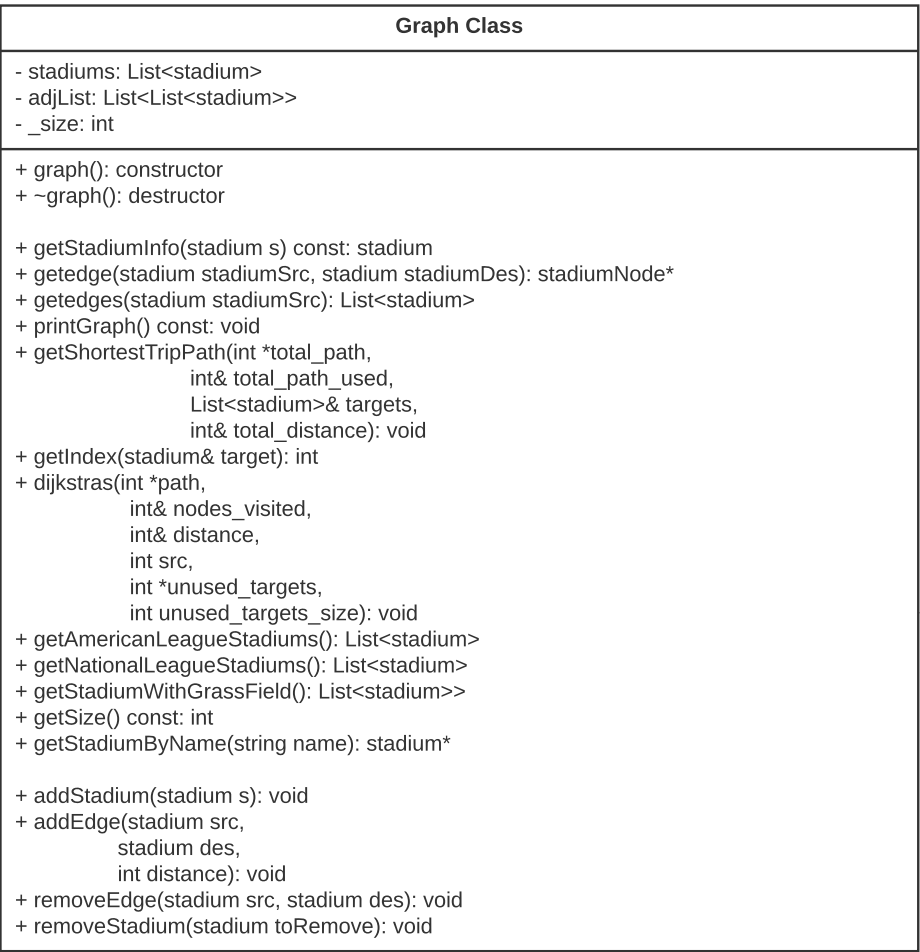 Graph Class
- stadiums: List<stadium>
- adjList: List<List<stadium>>
- _size: int
+ graph(): constructor
+ ~graph(): destructor
+ getStadiumInfo(stadium s) const: stadium
+ getedge(stadium stadiumSrc, stadium stadiumDes): stadiumNode*
+ getedges(stadium stadiumSrc): List<stadium>
+ printGraph() const: void
+ getShortestTripPath(int *total_path,
int& total_path_used,
List<stadium>& targets,
int& total_distance): void
+ getIndex(stadium& target): int
+ dijkstras(int *path,
int& nodes_visited,
int& distance,
int src,
int *unused_targets,
int unused_targets_size): void
+ getAmericanLeagueStadiums(): List<stadium>
+ getNationalLeagueStadiums(): List<stadium>
+ getStadiumWithGrassField(): List<stadium>>
+ getSize() const: int
+ getStadiumByName(string name): stadium*
+ addStadium(stadium s): void
+ addEdge(stadium src,
stadium des,
int distance): void
+ removeEdge(stadium src, stadium des): void
+ removeStadium(stadium toRemove): void